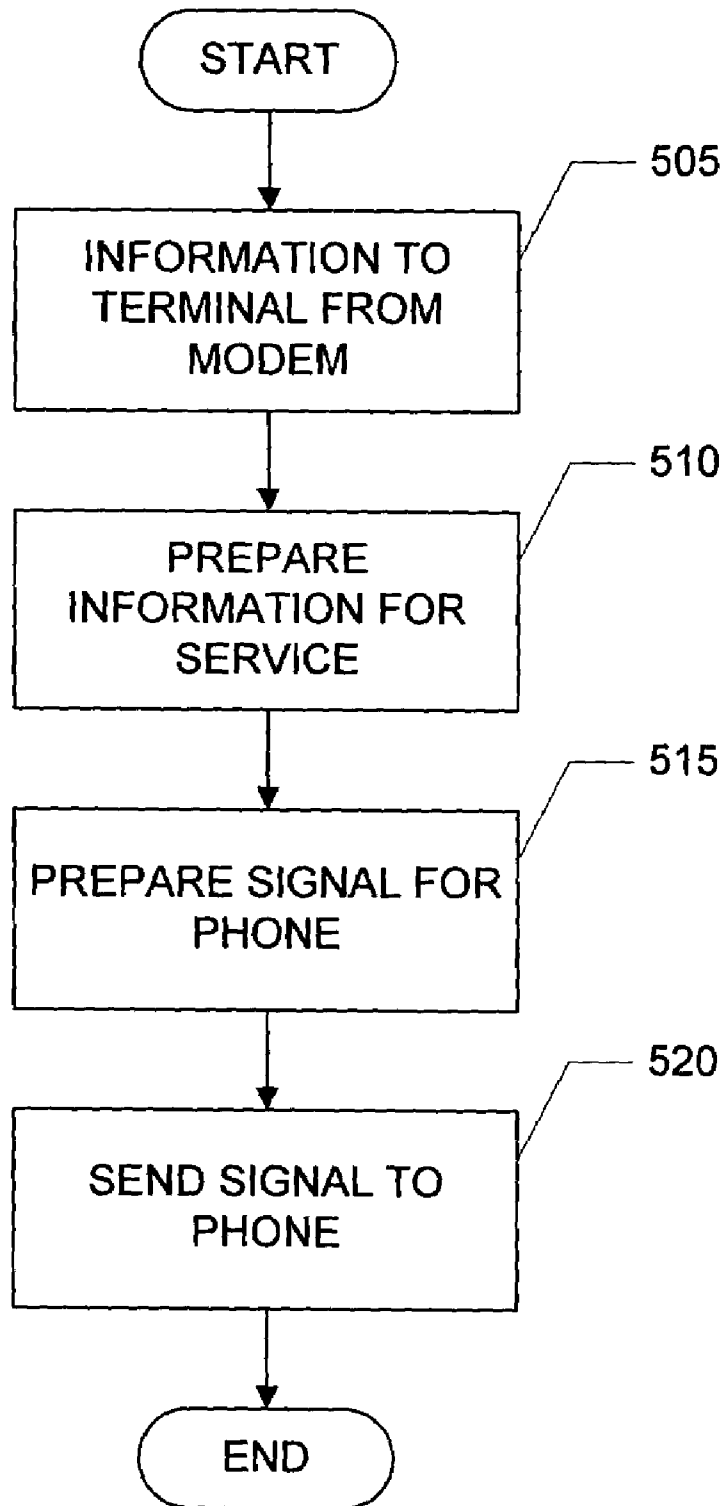 START
505
INFORMATION TO
TERMINAL FROM
MODEM
510
PREPARE
INFORMATION FOR
SERVICE
515
PREPARE SIGNAL FOR
PHONE
520
SEND SIGNAL TO
PHONE
END